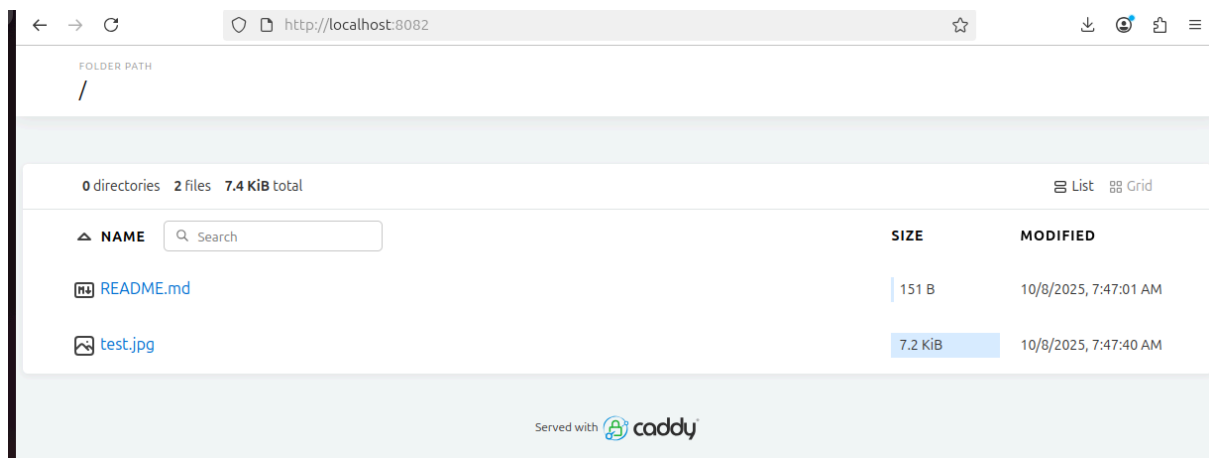 http://localhost:8082
FOLDER PATH
/
0 directories 2 files 7.4 KiB total List Grid
NAME Search SIZE MODIFIED
README.md 151 B 10/8/2025, 7:47:01 AM
test.jpg 7.2 KiB 10/8/2025, 7:47:40 AM
Served with caddy